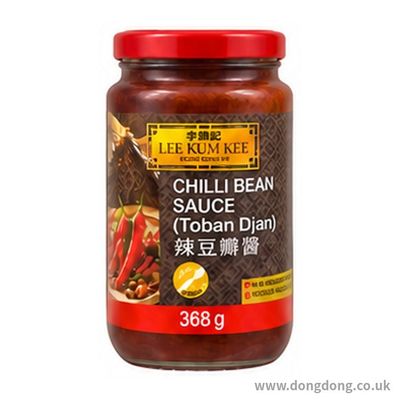 李錦記
LEE KUM KEE
CHILLI BEAN
SAUCE
(Toban Djan)
辣豆瓣醬
368 g
www.dongdong.co.uk